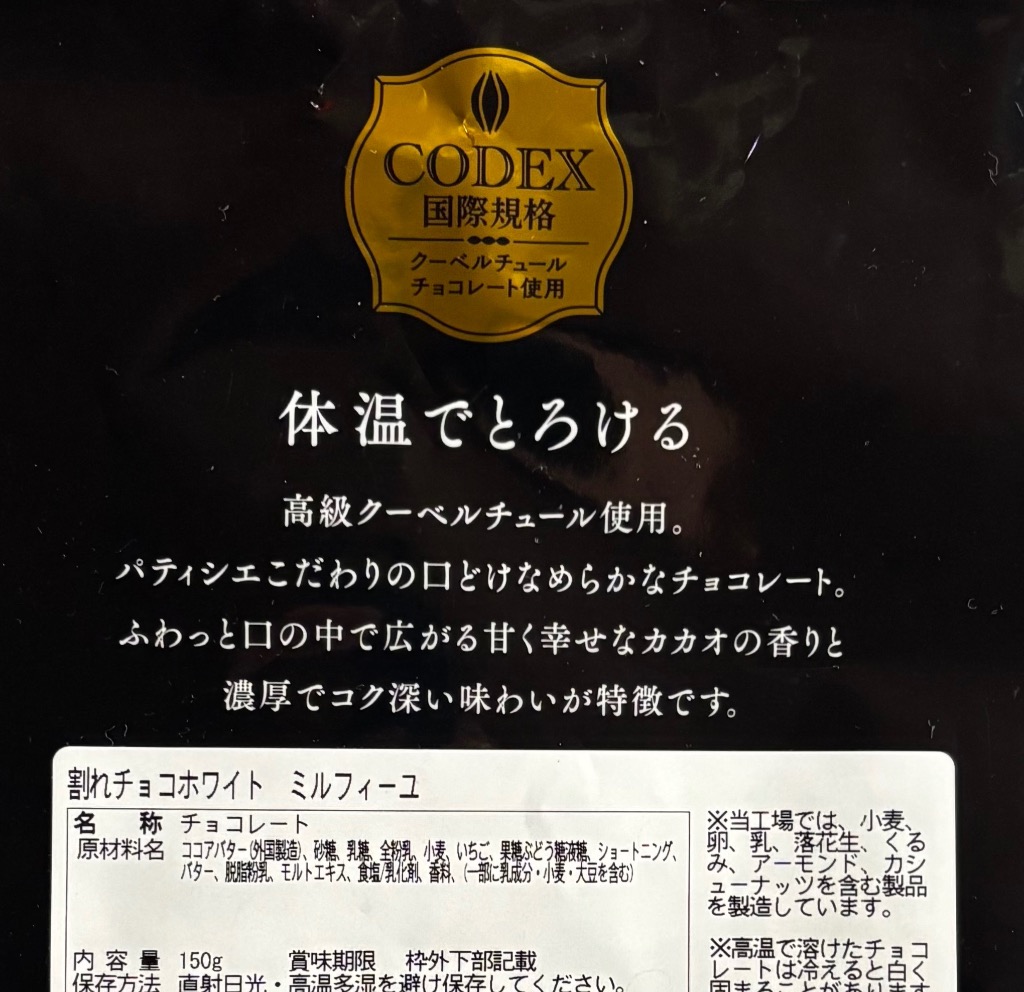 CODEX
国際規格
クーベルチュール
チョコレート使用
体温でとろける
高級クーベルチュール使用。
パティシエこだわりの口どけなめらかなチョコレート。
ふわっと口の中で広がる甘く幸せなカカオの香りと
濃厚でコク深い味わいが特徴です。
割れチョコホワイト　ミルフィーユ
名　称 チョコレート
原材料名 ココアバター(外国製造)、砂糖、乳糖、全粉乳、小麦、いちご、果糖ぶどう糖液糖、ショートニング、
バター、脱脂粉乳、モルトエキス、食塩/乳化剤、香料、(一部に乳成分・小麦・大豆を含む)
内 容 量 150g 賞味期限 枠外下部記載
保存方法 直射日光・高温多湿を避け保存してください。
※当工場では、小麦、
卵、乳、落花生、くる
み、アーモンド、カシ
ューナッツを含む製品
を製造しています。
※高温で溶けたチョコ
レートは冷えると白く
固まることがあります